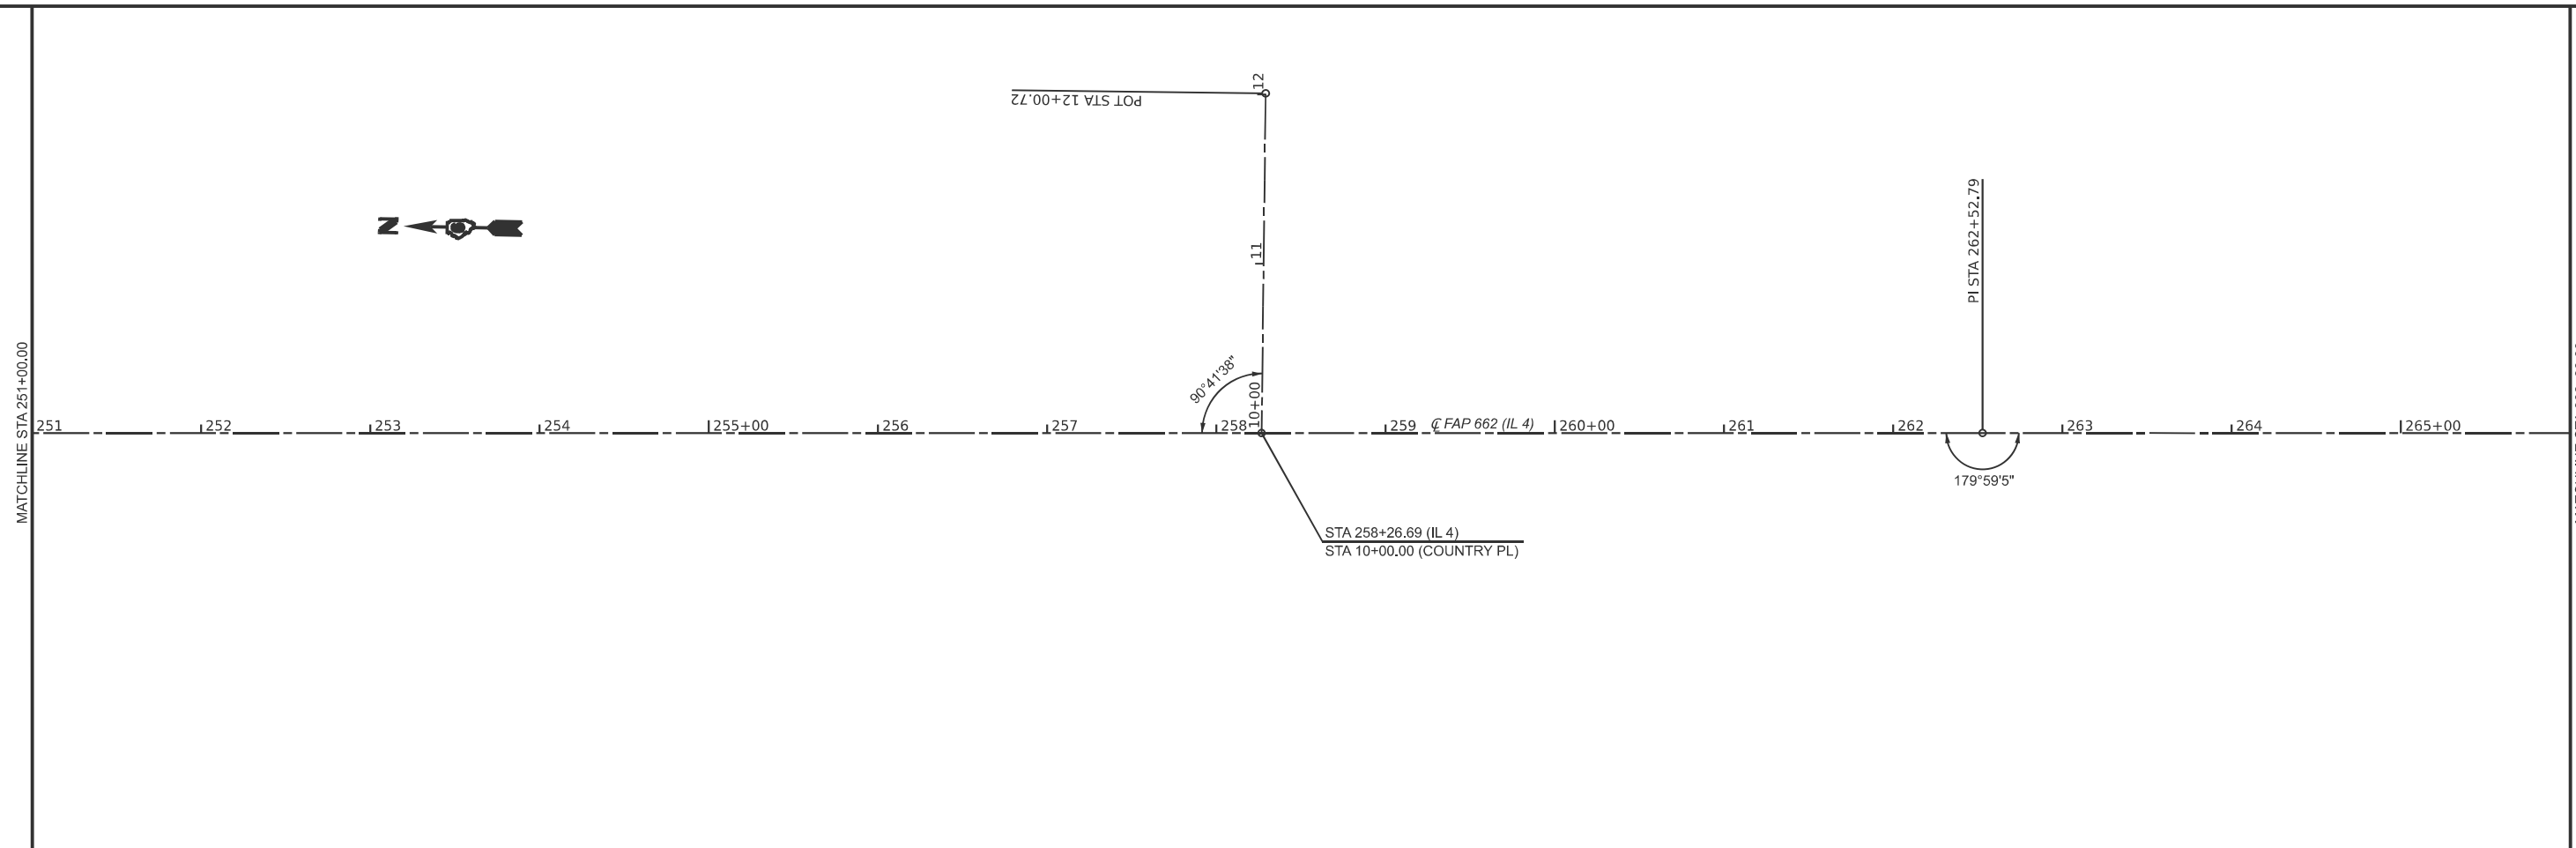 12
POT STA 12+00.72
PI STA 262+52.79
N
11
MATCHLINE STA 251+00.00
90°41'38"
10+00
251 252 253 254 255+00 256 257 258 259 ℄ FAP 662 (IL 4) 260+00 261 262 263 264 265+00
179°59'5"
STA 258+26.69 (IL 4)
STA 10+00.00 (COUNTRY PL)